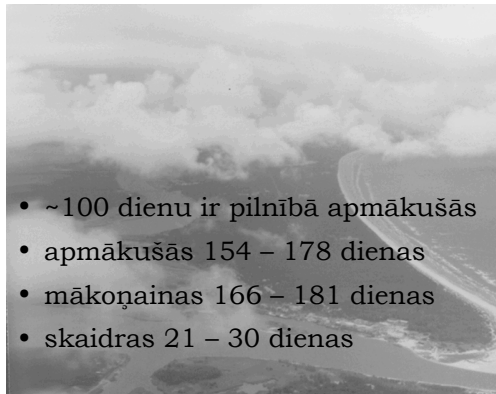 • ~100 dienu ir pilnībā apmākušās
• apmākušās 154 – 178 dienas
• mākoņainas 166 – 181 dienas
• skaidras 21 – 30 dienas